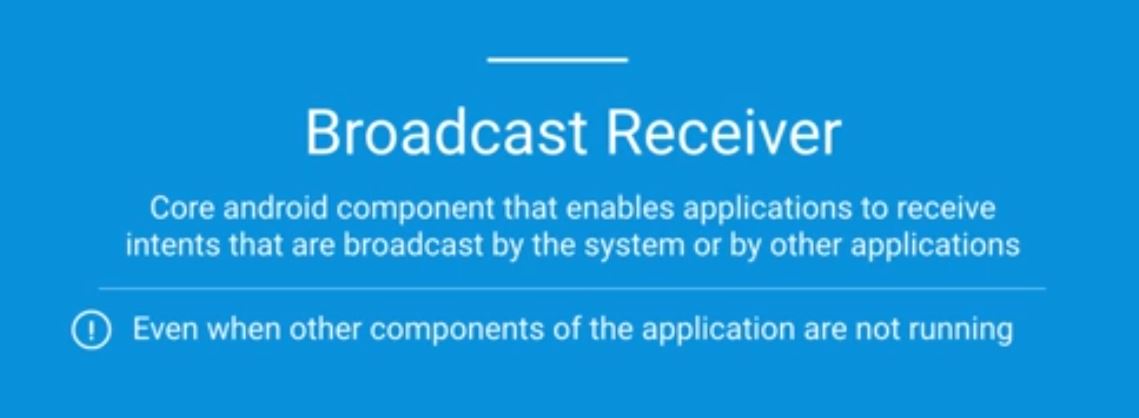 Broadcast Receiver
Core android component that enables applications to receive
intents that are broadcast by the system or by other applications
Even when other components of the application are not running